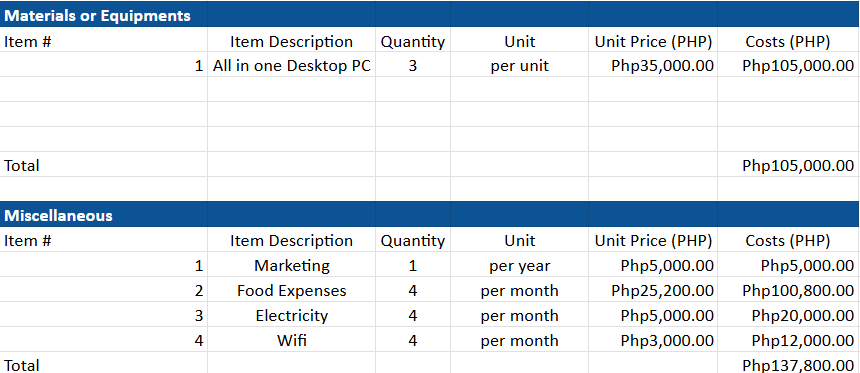 Materials or Equipments
Item # Item Description Quantity Unit Unit Price (PHP) Costs (PHP)
1 All in one Desktop PC 3 per unit Php35,000.00 Php105,000.00
Total Php105,000.00
Miscellaneous
Item # Item Description Quantity Unit Unit Price (PHP) Costs (PHP)
1 Marketing 1 per year Php5,000.00 Php5,000.00
2 Food Expenses 4 per month Php25,200.00 Php100,800.00
3 Electricity 4 per month Php5,000.00 Php20,000.00
4 Wifi 4 per month Php3,000.00 Php12,000.00
Total Php137,800.00